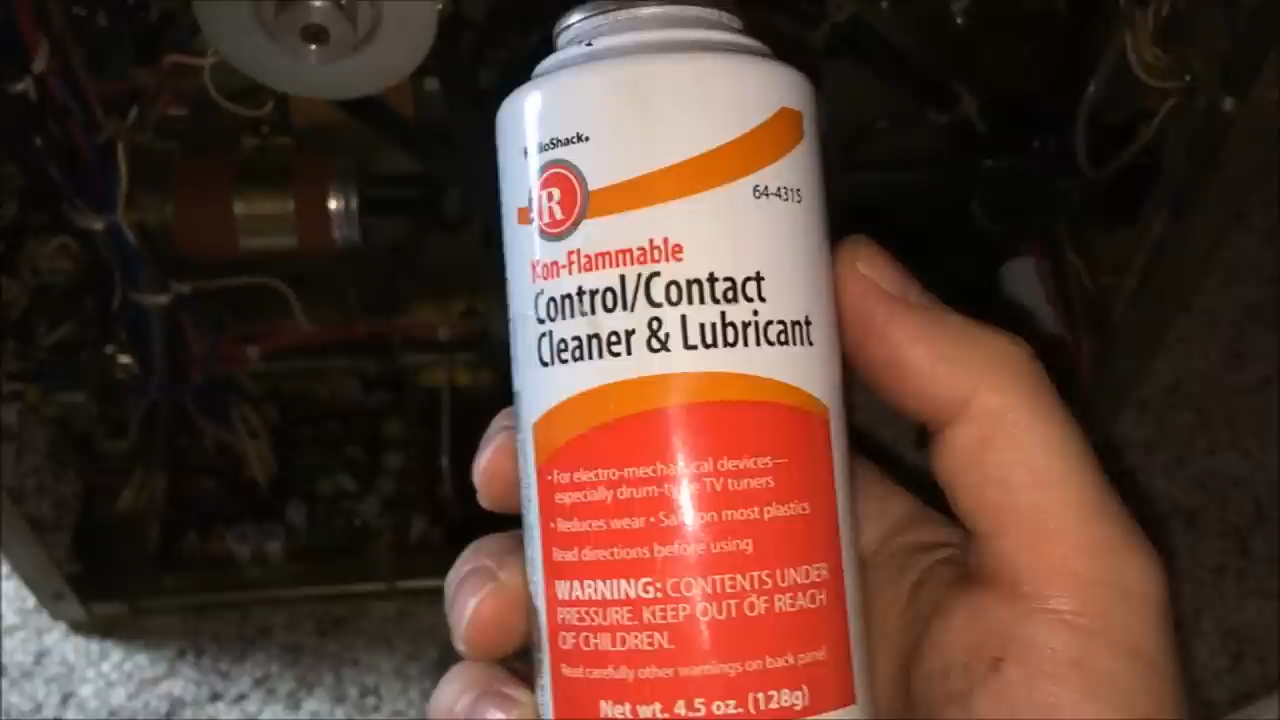 RadioShack.
R
64-4315
Non-Flammable
Control/Contact
Cleaner & Lubricant
• For electro-mechanical devices—
especially drum-type TV tuners
• Reduces wear • Safe on most plastics
Read directions before using
WARNING: CONTENTS UNDER
PRESSURE. KEEP OUT OF REACH
OF CHILDREN.
Read carefully other warnings on back panel
Net wt. 4.5 oz. (128g)